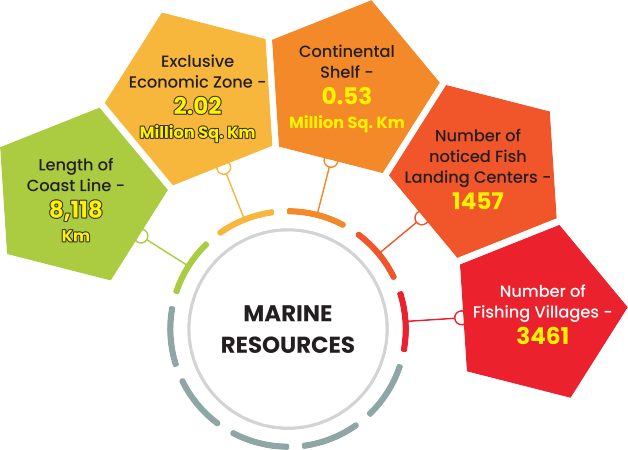 Length of
Coast Line -
8,118
Km
Exclusive
Economic Zone -
2.02
Million Sq. Km
Continental
Shelf -
0.53
Million Sq. Km
Number of
noticed Fish
Landing Centers -
1457
Number of
Fishing Villages -
3461
MARINE
RESOURCES